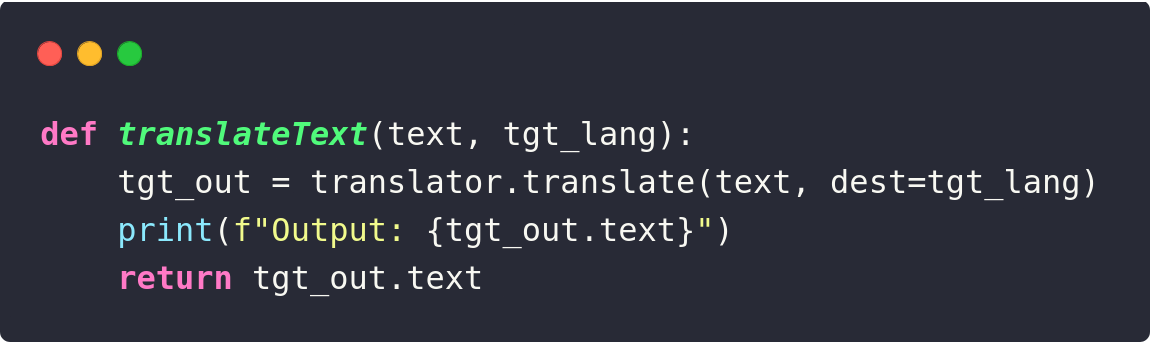 def translateText(text, tgt_lang):
    tgt_out = translator.translate(text, dest=tgt_lang)
    print(f"Output: {tgt_out.text}")
    return tgt_out.text